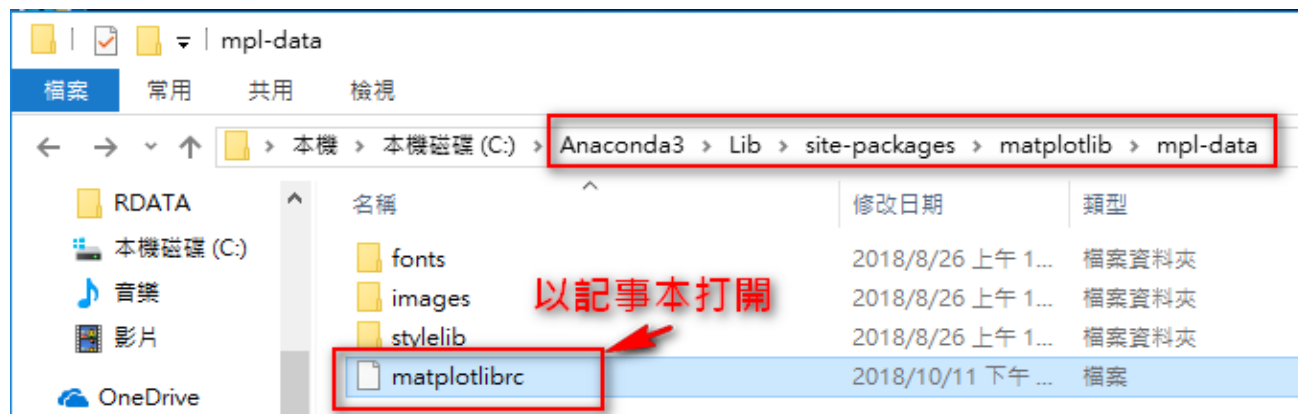 mpl-data
檔案 常用 共用 檢視
本機 > 本機磁碟 (C:) > Anaconda3 > Lib > site-packages > matplotlib > mpl-data
RDATA 名稱 修改日期 類型
本機磁碟 (C:) fonts 2018/8/26 上午 1... 檔案資料夾
音樂 images 以記事本打開 2018/8/26 上午 1... 檔案資料夾
影片 stylelib 2018/8/26 上午 1... 檔案資料夾
matplotlibrc 2018/10/11 下午 ... 檔案
OneDrive